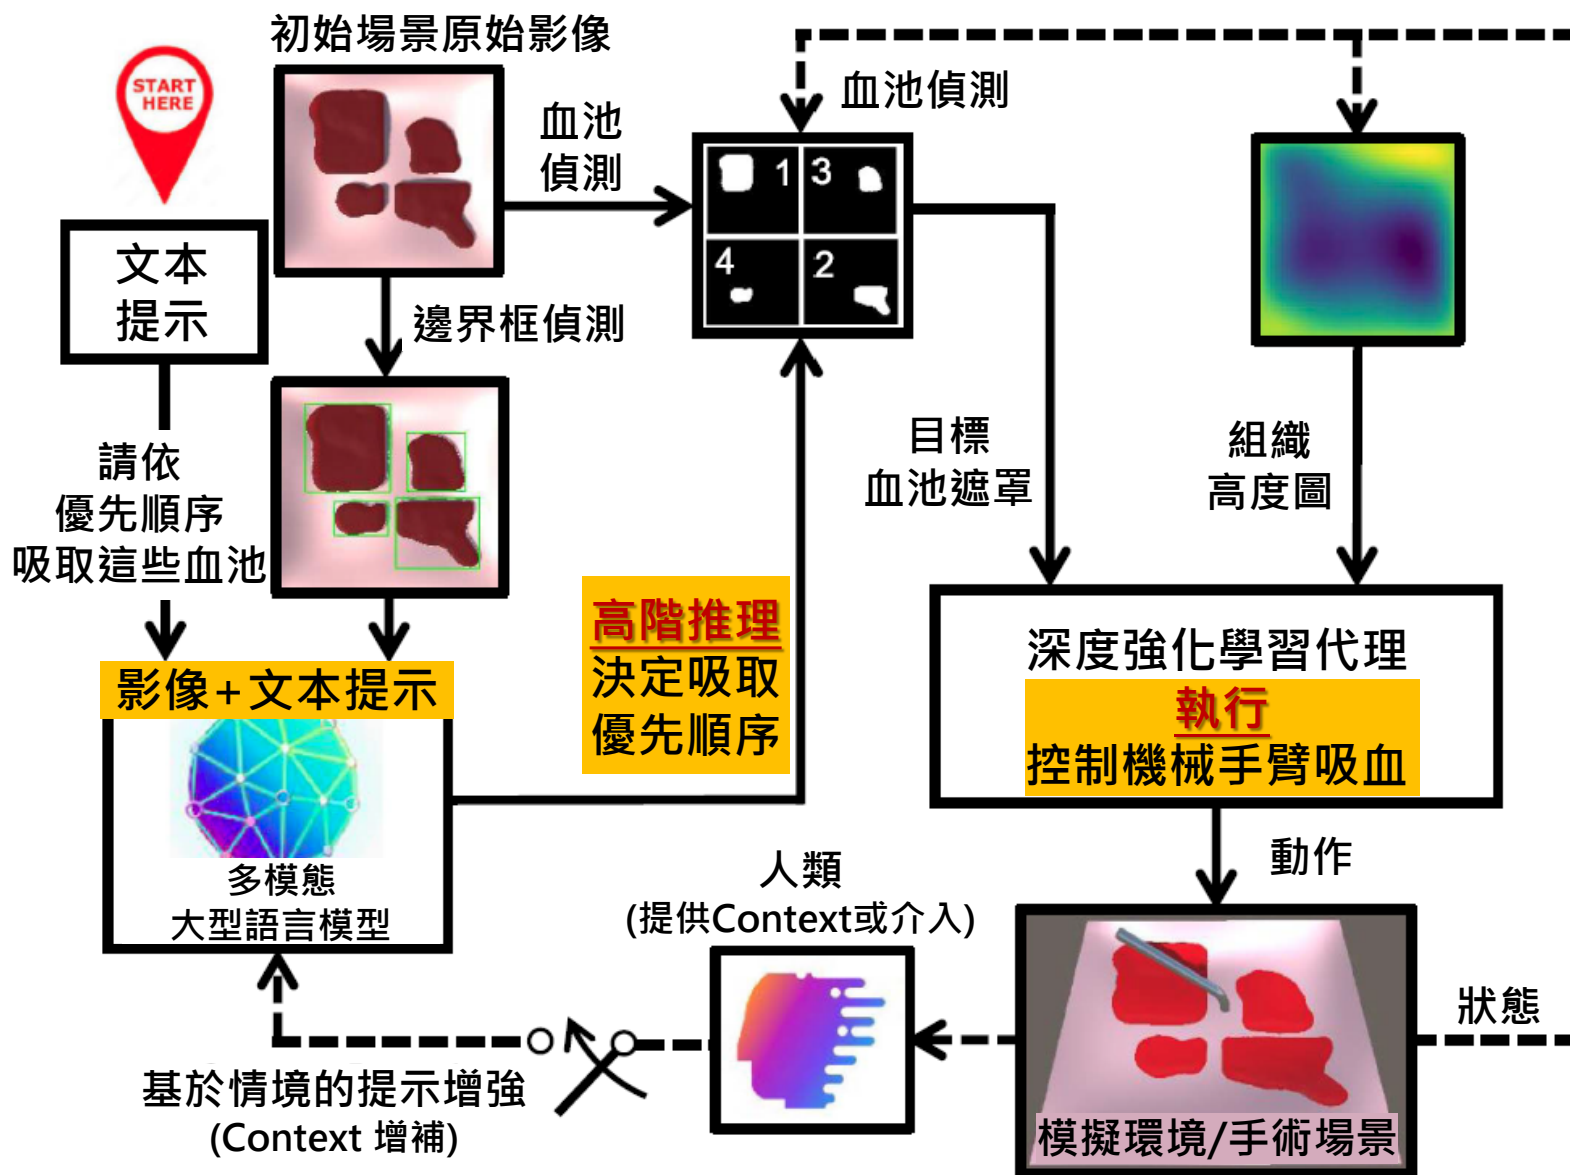 初始場景原始影像
START
HERE
血池
偵測
血池偵測
1
3
4
2
文本
提示
邊界框偵測
請依
優先順序
吸取這些血池
目標
血池遮罩
組織
高度圖
高階推理
決定吸取
優先順序
影像+文本提示
多模態
大型語言模型
深度強化學習代理
執行
控制機械手臂吸血
動作
人類
(提供Context或介入)
狀態
基於情境的提示增強
(Context 增補)
模擬環境/手術場景